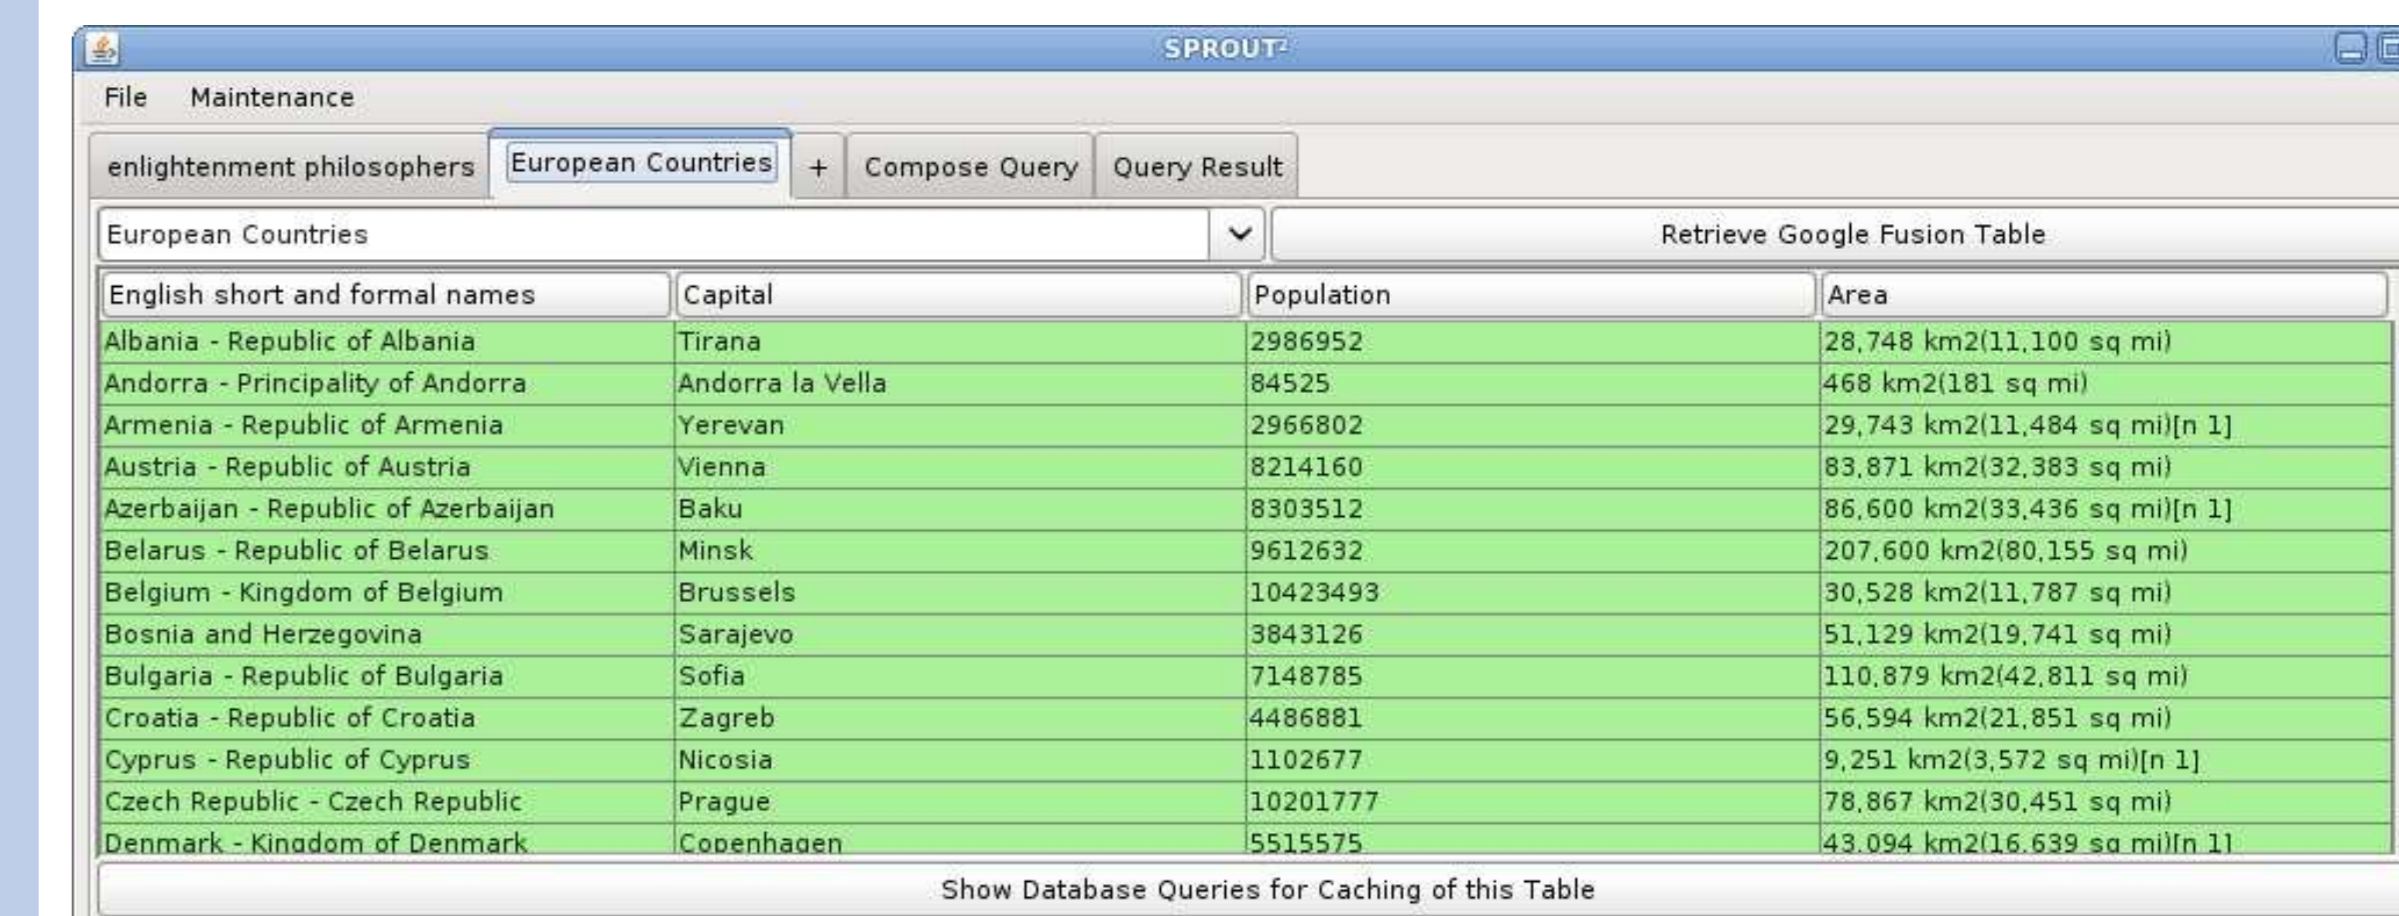 SPROUT²
File Maintenance
enlightenment philosophers European Countries + Compose Query Query Result
European Countries Retrieve Google Fusion Table
English short and formal names Capital Population Area
Albania - Republic of Albania Tirana 2986952 28,748 km2(11,100 sq mi)
Andorra - Principality of Andorra Andorra la Vella 84525 468 km2(181 sq mi)
Armenia - Republic of Armenia Yerevan 2966802 29,743 km2(11,484 sq mi)[n 1]
Austria - Republic of Austria Vienna 8214160 83,871 km2(32,383 sq mi)
Azerbaijan - Republic of Azerbaijan Baku 8303512 86,600 km2(33,436 sq mi)[n 1]
Belarus - Republic of Belarus Minsk 9612632 207,600 km2(80,155 sq mi)
Belgium - Kingdom of Belgium Brussels 10423493 30,528 km2(11,787 sq mi)
Bosnia and Herzegovina Sarajevo 3843126 51,129 km2(19,741 sq mi)
Bulgaria - Republic of Bulgaria Sofia 7148785 110,879 km2(42,811 sq mi)
Croatia - Republic of Croatia Zagreb 4486881 56,594 km2(21,851 sq mi)
Cyprus - Republic of Cyprus Nicosia 1102677 9,251 km2(3,572 sq mi)[n 1]
Czech Republic - Czech Republic Prague 10201777 78,867 km2(30,451 sq mi)
Denmark - Kingdom of Denmark Copenhagen 5515575 43,094 km2(16,639 sq mi)[n 1]
Show Database Queries for Caching of this Table